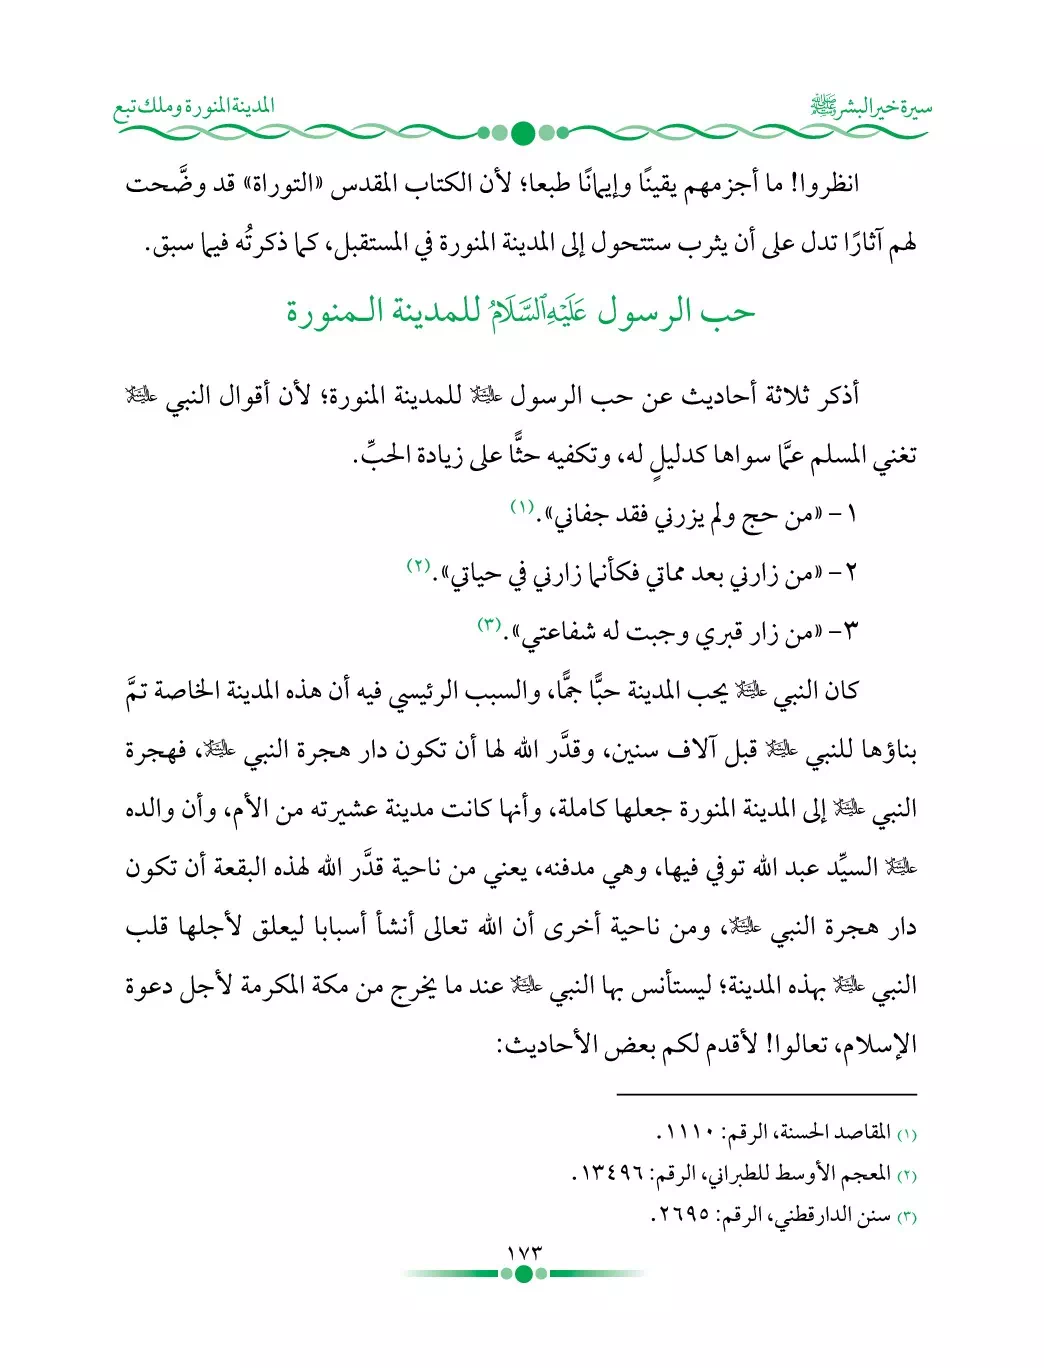 سيرة خير البشر ﷺ
المدينة المنورة وملك تبع
انظروا! ما أجزمهم يقينًا وإيمانًا طبعا؛ لأن الكتاب المقدس «التوراة» قد وضَّحت
لهم آثارًا تدل على أن يثرب ستتحول إلى المدينة المنورة في المستقبل، كما ذكرتُه فيما سبق.
حب الرسول عَلَيْهِ ٱلسَّلَامُ للمدينة الـمنورة
أذكر ثلاثة أحاديث عن حب الرسول ﷺ للمدينة المنورة؛ لأن أقوال النبي ﷺ
تغني المسلم عمَّا سواها كدليلٍ له، وتكفيه حثًّا على زيادة الحبِّ.
١- «من حج ولم يزرني فقد جفاني».(١)
٢- «من زارني بعد مماتي فكأنما زارني في حياتي».(٢)
٣- «من زار قبري وجبت له شفاعتي».(٣)
كان النبي ﷺ يحب المدينة حبًّا جمًّا، والسبب الرئيسي فيه أن هذه المدينة الخاصة تمَّ
بناؤها للنبي ﷺ قبل آلاف سنين، وقدَّر الله لها أن تكون دار هجرة النبي ﷺ، فهجرة
النبي ﷺ إلى المدينة المنورة جعلها كاملة، وأنها كانت مدينة عشيرته من الأم، وأن والده
ﷺ السيِّد عبد الله توفي فيها، وهي مدفنه، يعني من ناحية قدَّر الله لهذه البقعة أن تكون
دار هجرة النبي ﷺ، ومن ناحية أخرى أن الله تعالى أنشأ أسبابا ليعلق لأجلها قلب
النبي ﷺ بهذه المدينة؛ ليستأنس بها النبي ﷺ عند ما يخرج من مكة المكرمة لأجل دعوة
الإسلام، تعالوا! لأقدم لكم بعض الأحاديث:
(١) المقاصد الحسنة، الرقم: ١١١٠.
(٢) المعجم الأوسط للطبراني، الرقم: ١٣٤٩٦.
(٣) سنن الدارقطني، الرقم: ٢٦٩٥.
١٧٣